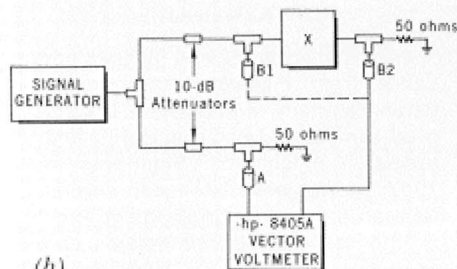 50 ohms
X
B1
B2
SIGNAL
GENERATOR
10-dB
Attenuators
50 ohms
A
-hp- 8405A
VECTOR
VOLTMETER
(b)